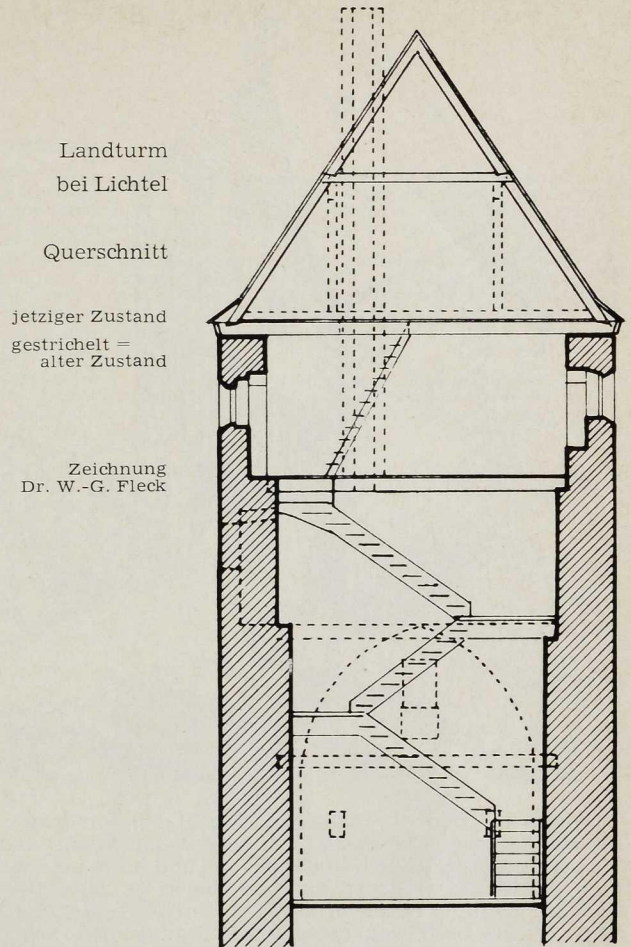 Landturm
bei Lichtel
Querschnitt
jetziger Zustand
gestrichelt =
alter Zustand
Zeichnung
Dr. W.-G. Fleck